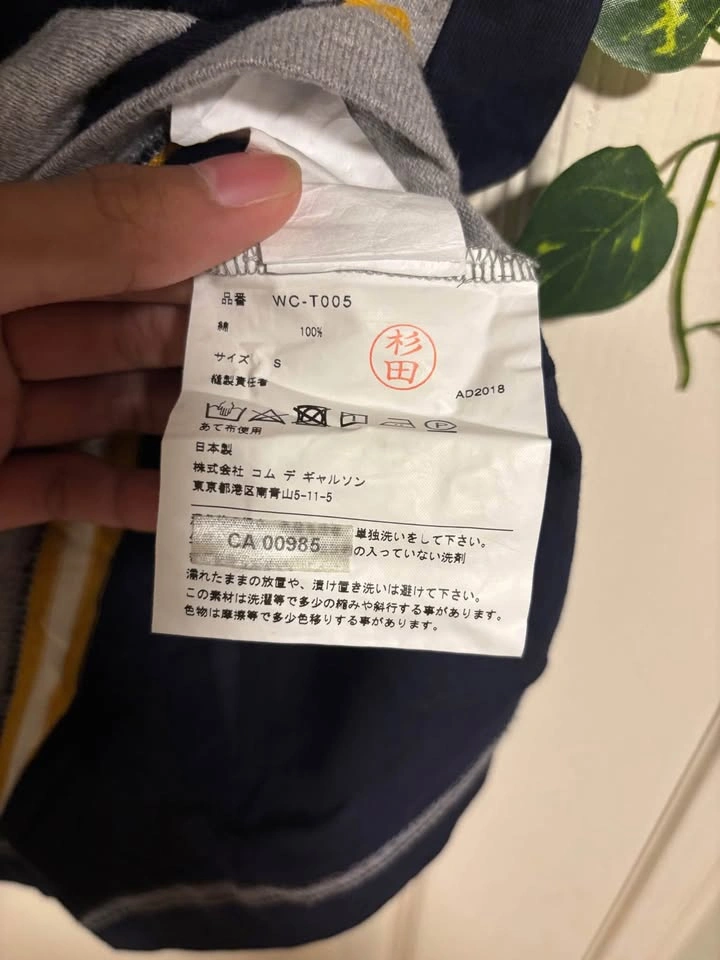 品番 WC-T005
綿 100%
サイズ S
縫製責任者
杉田
AD2018
あて布使用
日本製
株式会社 コム デ ギャルソン
東京都港区南青山5-11-5
単独洗いをして下さい。
CA 00985
の入っていない洗剤
濡れたままの放置や、漬け置き洗いは避けて下さい。
この素材は洗濯等で多少の縮みや斜行する事があります。
色物は摩擦等で多少色移りする事があります。